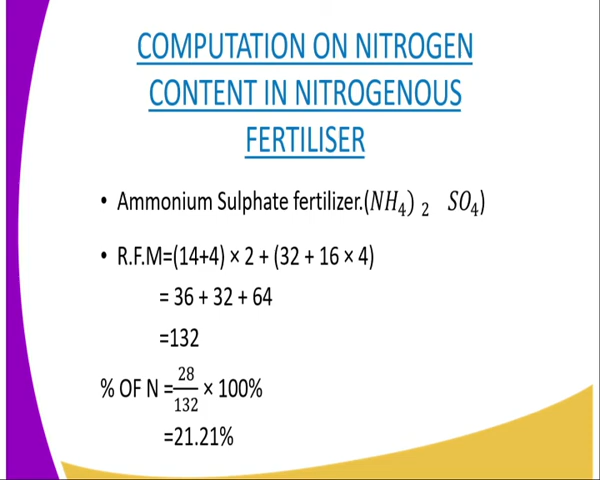 COMPUTATION ON NITROGEN
CONTENT IN NITROGENOUS
FERTILISER
• Ammonium Sulphate fertilizer.(NH₄) ₂ SO₄)
• R.F.M=(14+4) × 2 + (32 + 16 × 4)
= 36 + 32 + 64
=132
% OF N =28/132 × 100%
=21.21%